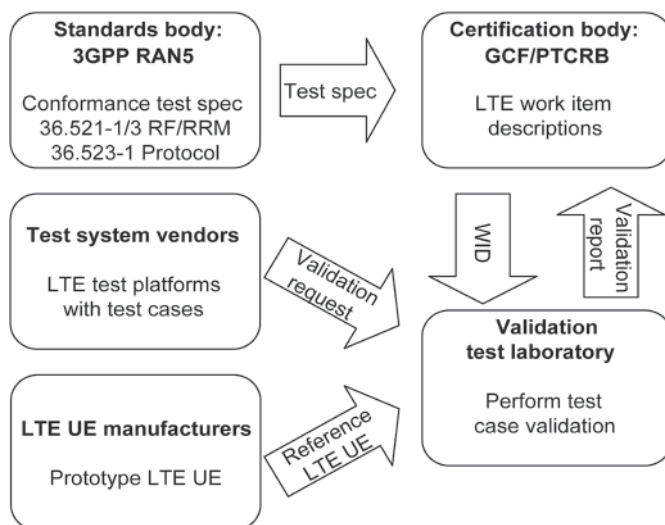 Standards body:
3GPP RAN5
Conformance test spec
36.521-1/3 RF/RRM
36.523-1 Protocol
Test spec
Certification body:
GCF/PTCRB
LTE work item
descriptions
Test system vendors
LTE test platforms
with test cases
Validation
request
WID
Validation
report
Validation
test laboratory
Perform test
case validation
LTE UE manufacturers
Prototype LTE UE
Reference
LTE UE